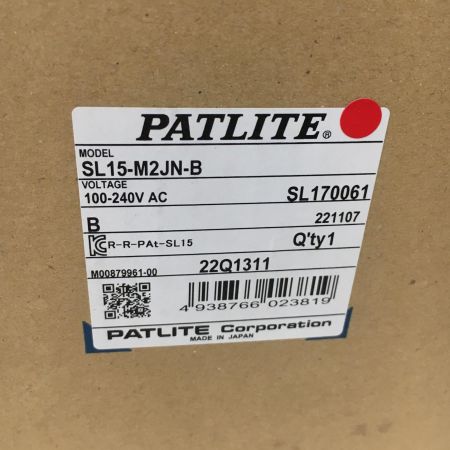 PATLITE®
MODEL
SL15-M2JN-B
VOLTAGE
100-240V AC
SL170061
B
221107
R-R-PAt-SL15
Q'ty1
M00879961-00
22Q1311
4 938766 023819
PATLITE Corporation
MADE IN JAPAN